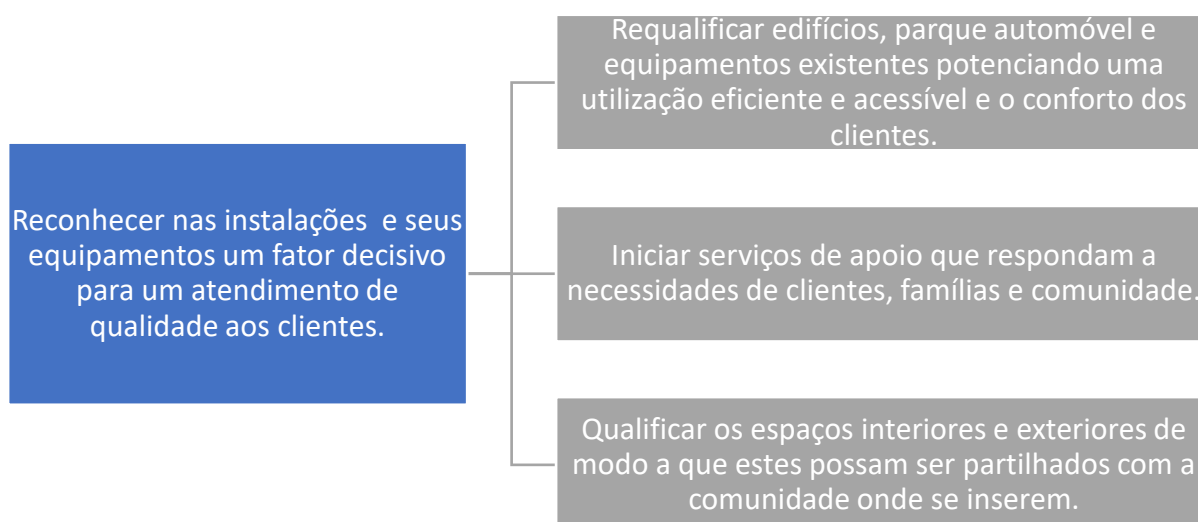 Reconhecer nas instalações e seus
equipamentos um fator decisivo
para um atendimento de
qualidade aos clientes.
Requalificar edifícios, parque automóvel e
equipamentos existentes potenciando uma
utilização eficiente e acessível e o conforto dos
clientes.
Iniciar serviços de apoio que respondam a
necessidades de clientes, famílias e comunidade.
Qualificar os espaços interiores e exteriores de
modo a que estes possam ser partilhados com a
comunidade onde se inserem.